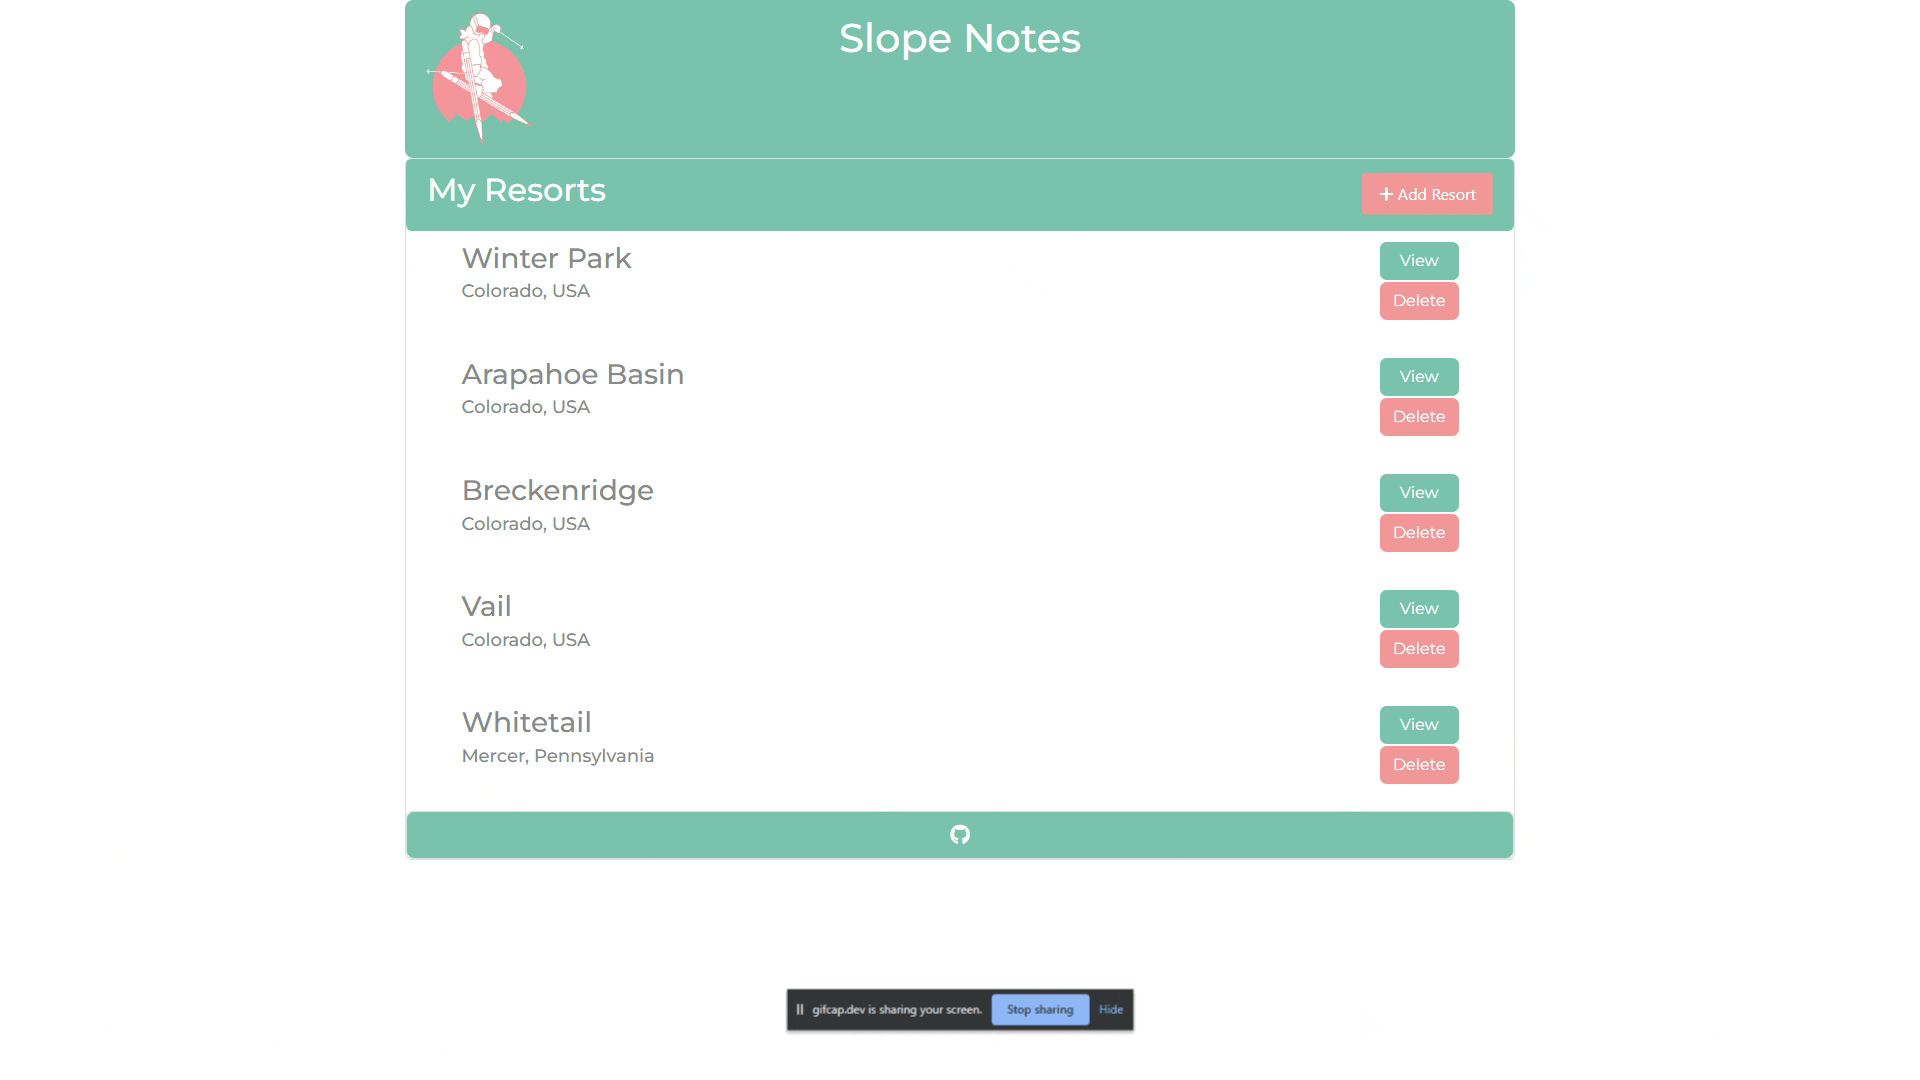 Slope Notes
My Resorts
+ Add Resort
Winter Park
View
Colorado, USA
Delete
Arapahoe Basin
View
Colorado, USA
Delete
Breckenridge
View
Colorado, USA
Delete
Vail
View
Colorado, USA
Delete
Whitetail
View
Mercer, Pennsylvania
Delete
gifcap.dev is sharing your screen. Stop sharing Hide